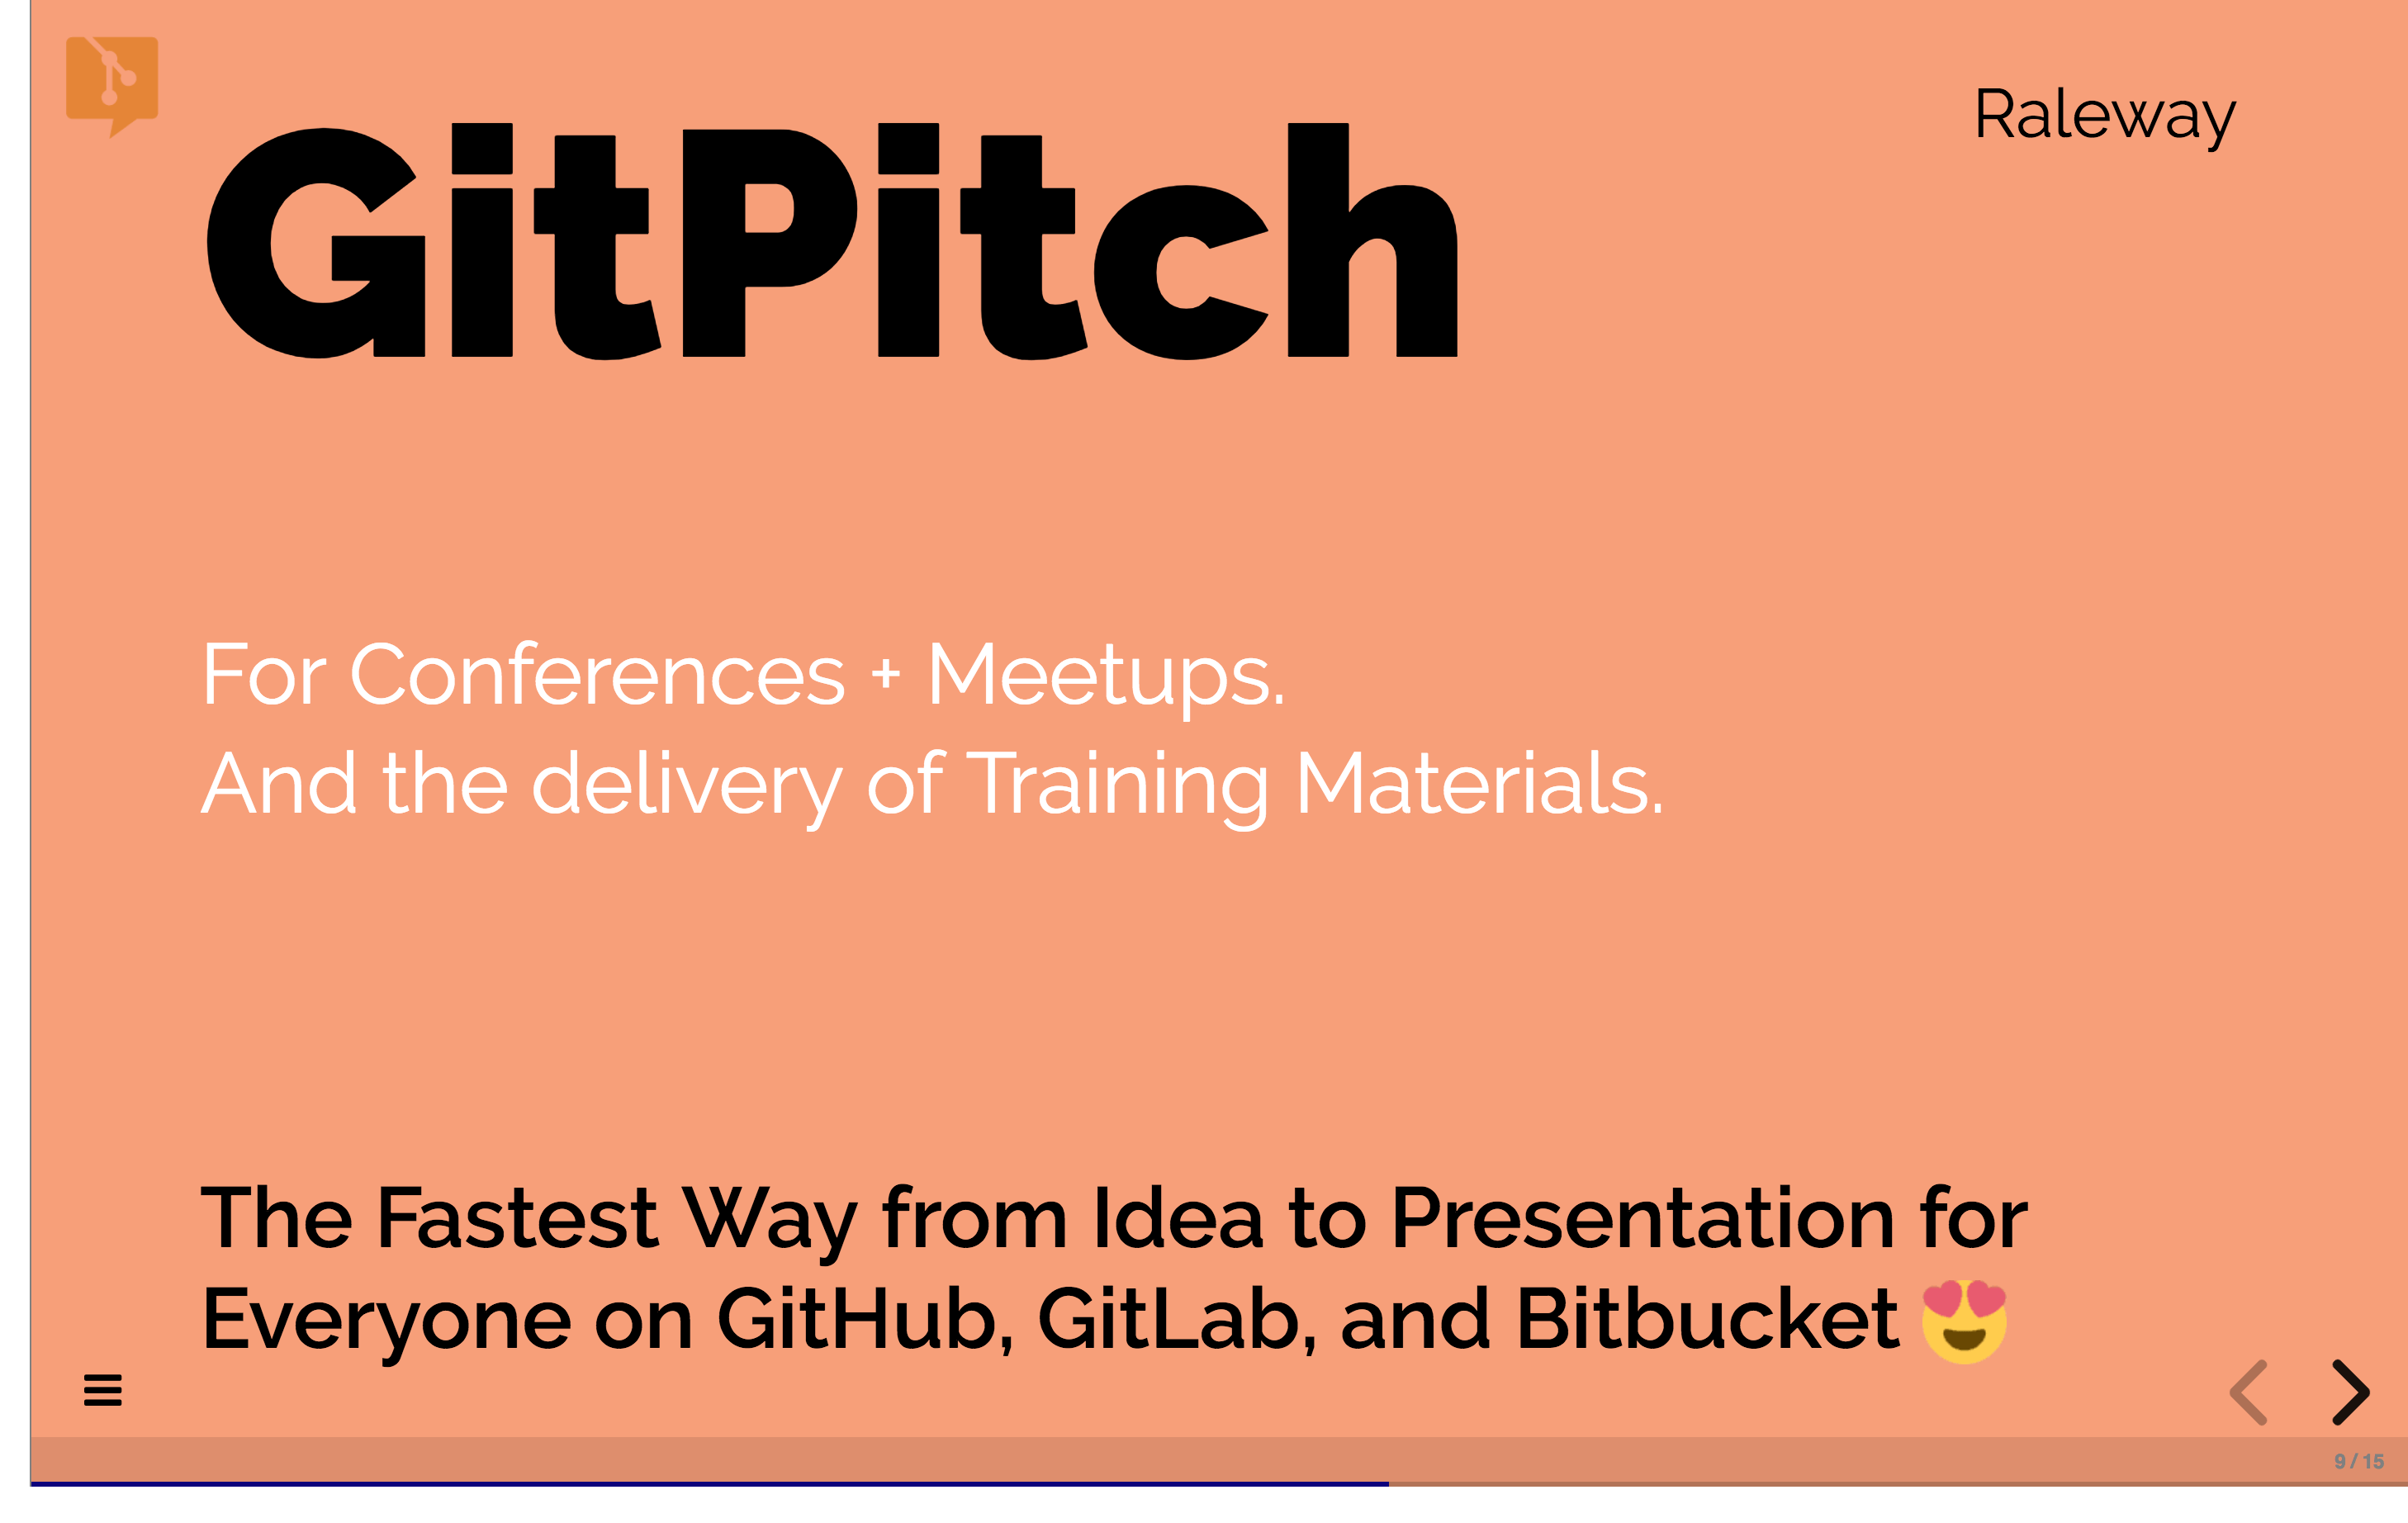 Raleway
GitPitch
For Conferences + Meetups.
And the delivery of Training Materials.
The Fastest Way from Idea to Presentation for
Everyone on GitHub, GitLab, and Bitbucket 😍
9 / 15